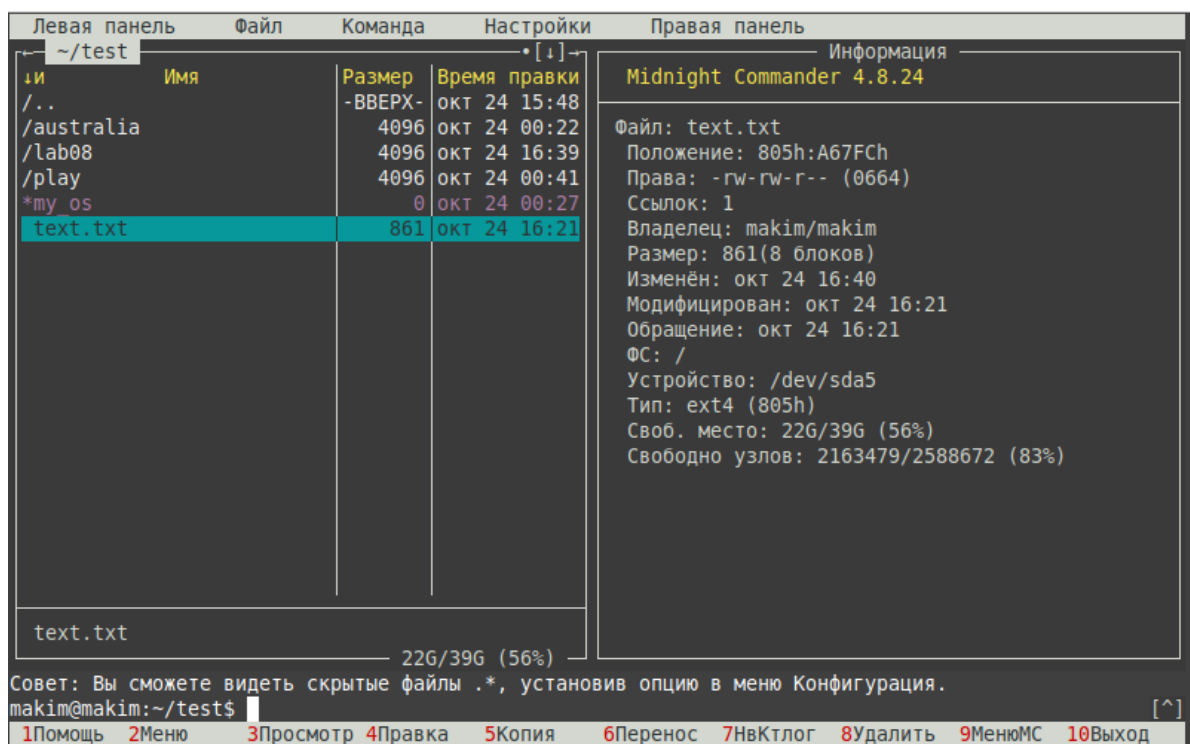 Левая панель Файл Команда Настройки Правая панель
←─ ~/test •[↓]→
↓и Имя Размер Время правки
/.. -ВВЕРХ- окт 24 15:48
/australia 4096 окт 24 00:22
/lab08 4096 окт 24 16:39
/play 4096 окт 24 00:41
*my_os 0 окт 24 00:27
text.txt 861 окт 24 16:21
text.txt
22G/39G (56%)
Информация
Midnight Commander 4.8.24
Файл: text.txt
Положение: 805h:A67FCh
Права: -rw-rw-r-- (0664)
Ссылок: 1
Владелец: makim/makim
Размер: 861(8 блоков)
Изменён: окт 24 16:40
Модифицирован: окт 24 16:21
Обращение: окт 24 16:21
ФС: /
Устройство: /dev/sda5
Тип: ext4 (805h)
Своб. место: 22G/39G (56%)
Свободно узлов: 2163479/2588672 (83%)
Совет: Вы сможете видеть скрытые файлы .*, установив опцию в меню Конфигурация.
makim@makim:~/test$ [^]
1Помощь 2Меню 3Просмотр 4Правка 5Копия 6Перенос 7НвКтлог 8Удалить 9МенюMC 10Выход